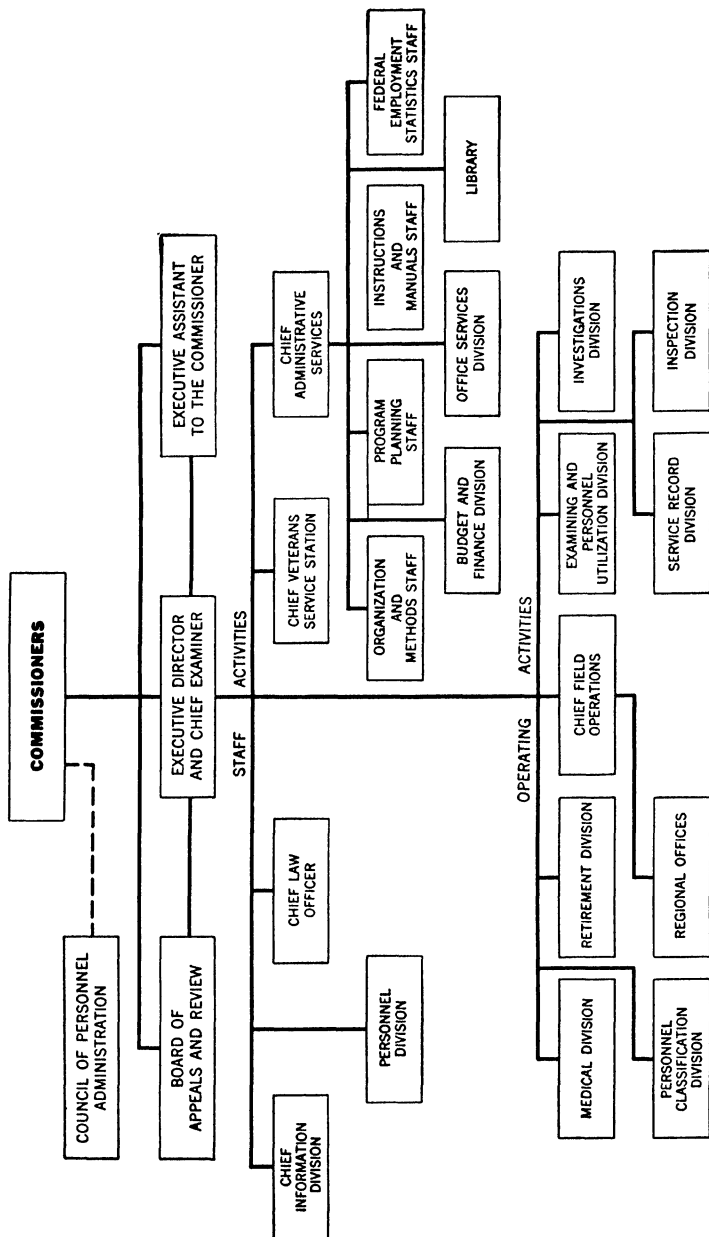 COMMISSIONERS
COUNCIL OF PERSONNEL
ADMINISTRATION
BOARD OF
APPEALS AND REVIEW
EXECUTIVE DIRECTOR
AND CHIEF EXAMINER
EXECUTIVE ASSISTANT
TO THE COMMISSIONER
STAFF ACTIVITIES
CHIEF
INFORMATION
DIVISION
CHIEF LAW
OFFICER
CHIEF VETERANS
SERVICE STATION
CHIEF
ADMINISTRATIVE
SERVICES
PERSONNEL
DIVISION
ORGANIZATION
AND
METHODS STAFF
PROGRAM
PLANNING
STAFF
INSTRUCTIONS
AND
MANUALS STAFF
FEDERAL
EMPLOYMENT
STATISTICS STAFF
BUDGET AND
FINANCE DIVISION
OFFICE SERVICES
DIVISION
LIBRARY
OPERATING ACTIVITIES
MEDICAL DIVISION
RETIREMENT DIVISION
CHIEF FIELD
OPERATIONS
EXAMINING AND
PERSONNEL
UTILIZATION DIVISION
INVESTIGATIONS
DIVISION
PERSONNEL
CLASSIFICATION
DIVISION
REGIONAL OFFICES
SERVICE RECORD
DIVISION
INSPECTION
DIVISION